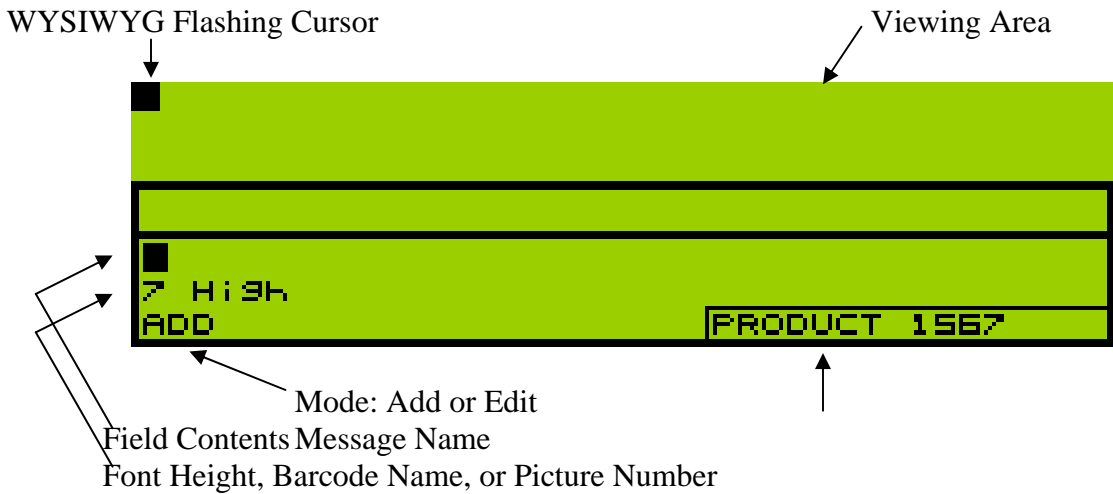 WYSIWYG Flashing Cursor Viewing Area
7 High
ADD PRODUCT 1567
Mode: Add or Edit
Field Contents Message Name
Font Height, Barcode Name, or Picture Number